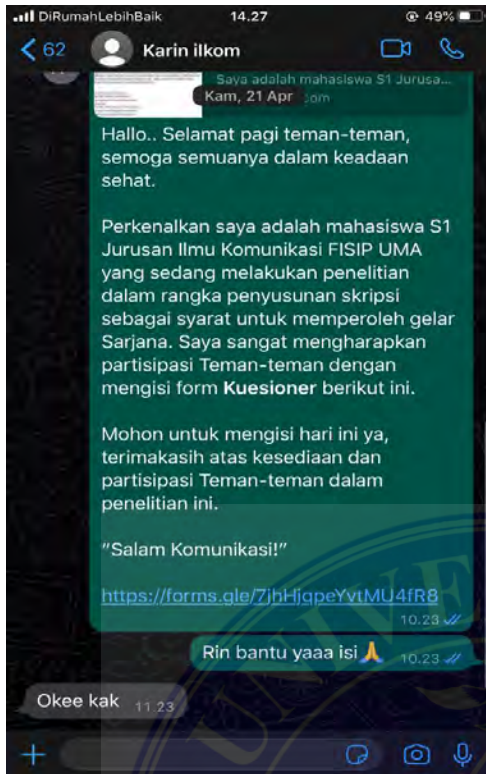 DiRumahLebihBaik 14.27 49%
62 Karin ilkom
Saya adalah mahasiswa S1 Jurusa...
Kam, 21 Apr
Hallo.. Selamat pagi teman-teman,
semoga semuanya dalam keadaan
sehat.
Perkenalkan saya adalah mahasiswa S1
Jurusan Ilmu Komunikasi FISIP UMA
yang sedang melakukan penelitian
dalam rangka penyusunan skripsi
sebagai syarat untuk memperoleh gelar
Sarjana. Saya sangat mengharapkan
partisipasi Teman-teman dengan
mengisi form Kuesioner berikut ini.
Mohon untuk mengisi hari ini ya,
terimakasih atas kesediaan dan
partisipasi Teman-teman dalam
penelitian ini.
"Salam Komunikasi!"
https://forms.gle/7jhHjqpeYvtMU4fR8
10.23
Rin bantu yaaa isi🙏 10.23
Okee kak 11.23